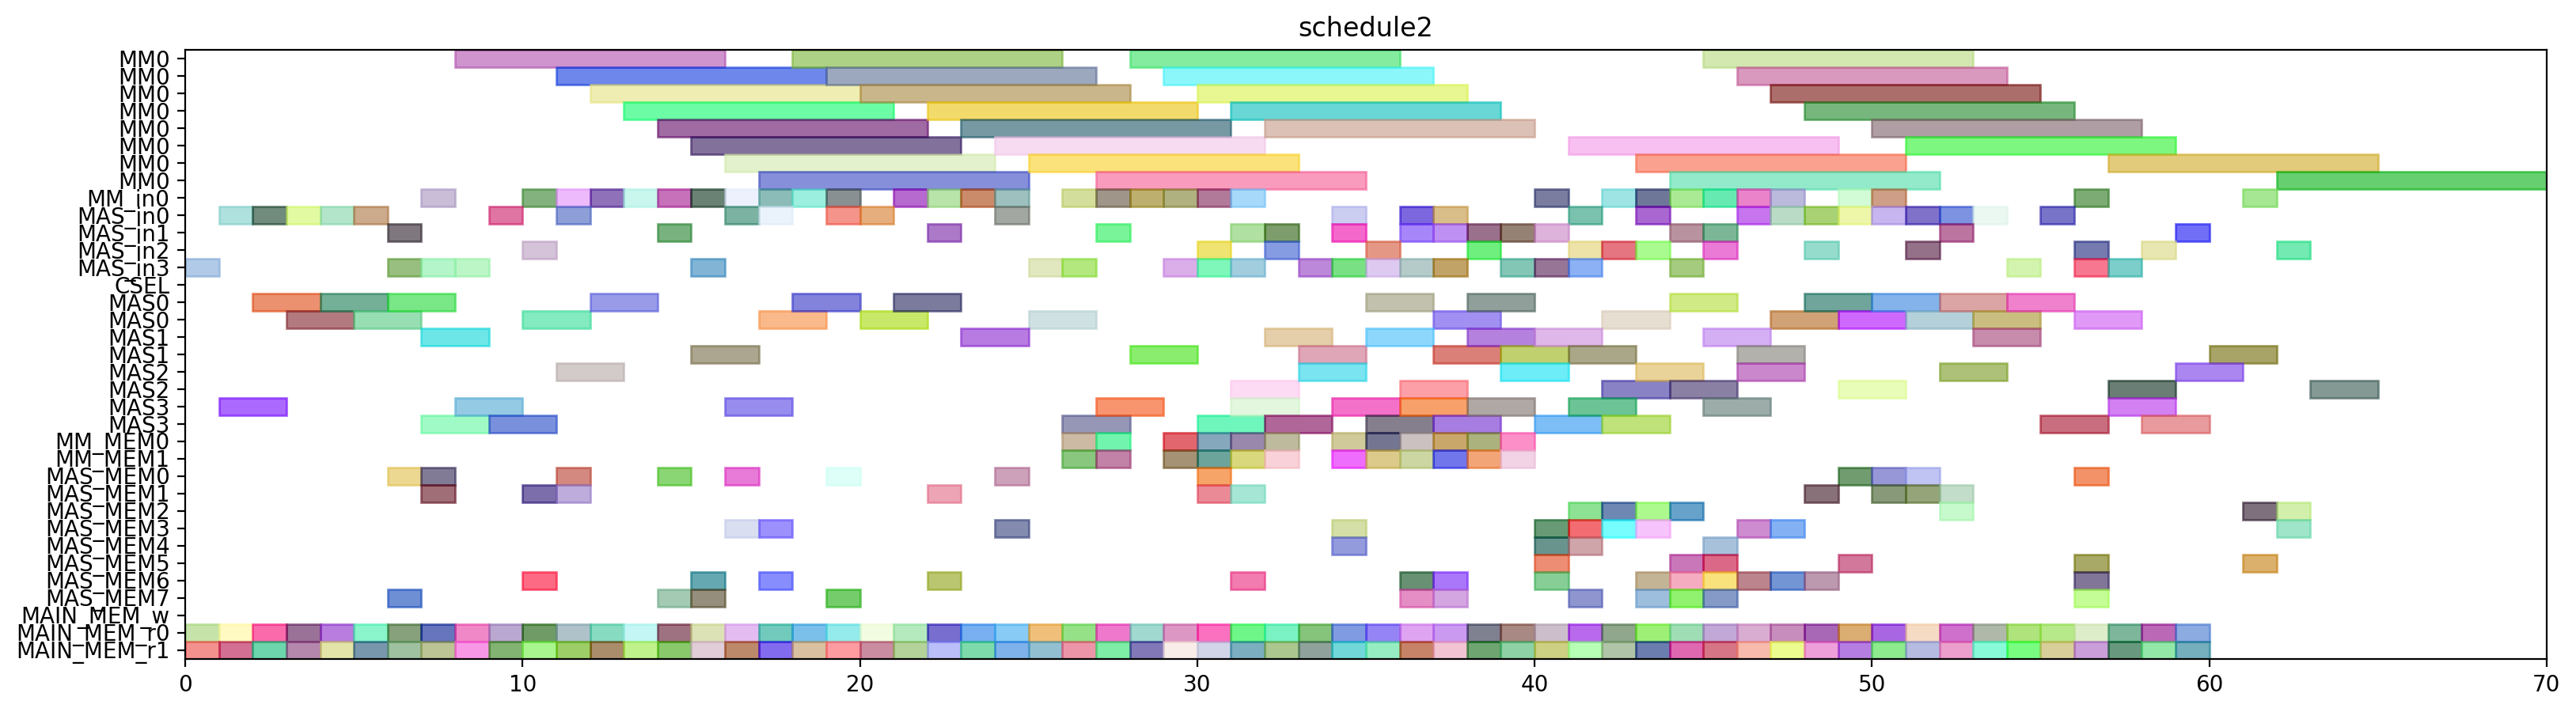 schedule2
MM0
MM0
MM0
MM0
MM0
MM0
MM0
MM0
MM_in0
MAS_in0
MAS_in1
MAS_in2
MAS_in3
CSEL
MAS0
MAS0
MAS1
MAS1
MAS2
MAS2
MAS3
MAS3
MM_MEM0
MM_MEM1
MAS_MEM0
MAS_MEM1
MAS_MEM2
MAS_MEM3
MAS_MEM4
MAS_MEM5
MAS_MEM6
MAS_MEM7
MAIN_MEM_w
MAIN_MEM_r0
MAIN_MEM_r1
0 10 20 30 40 50 60 70